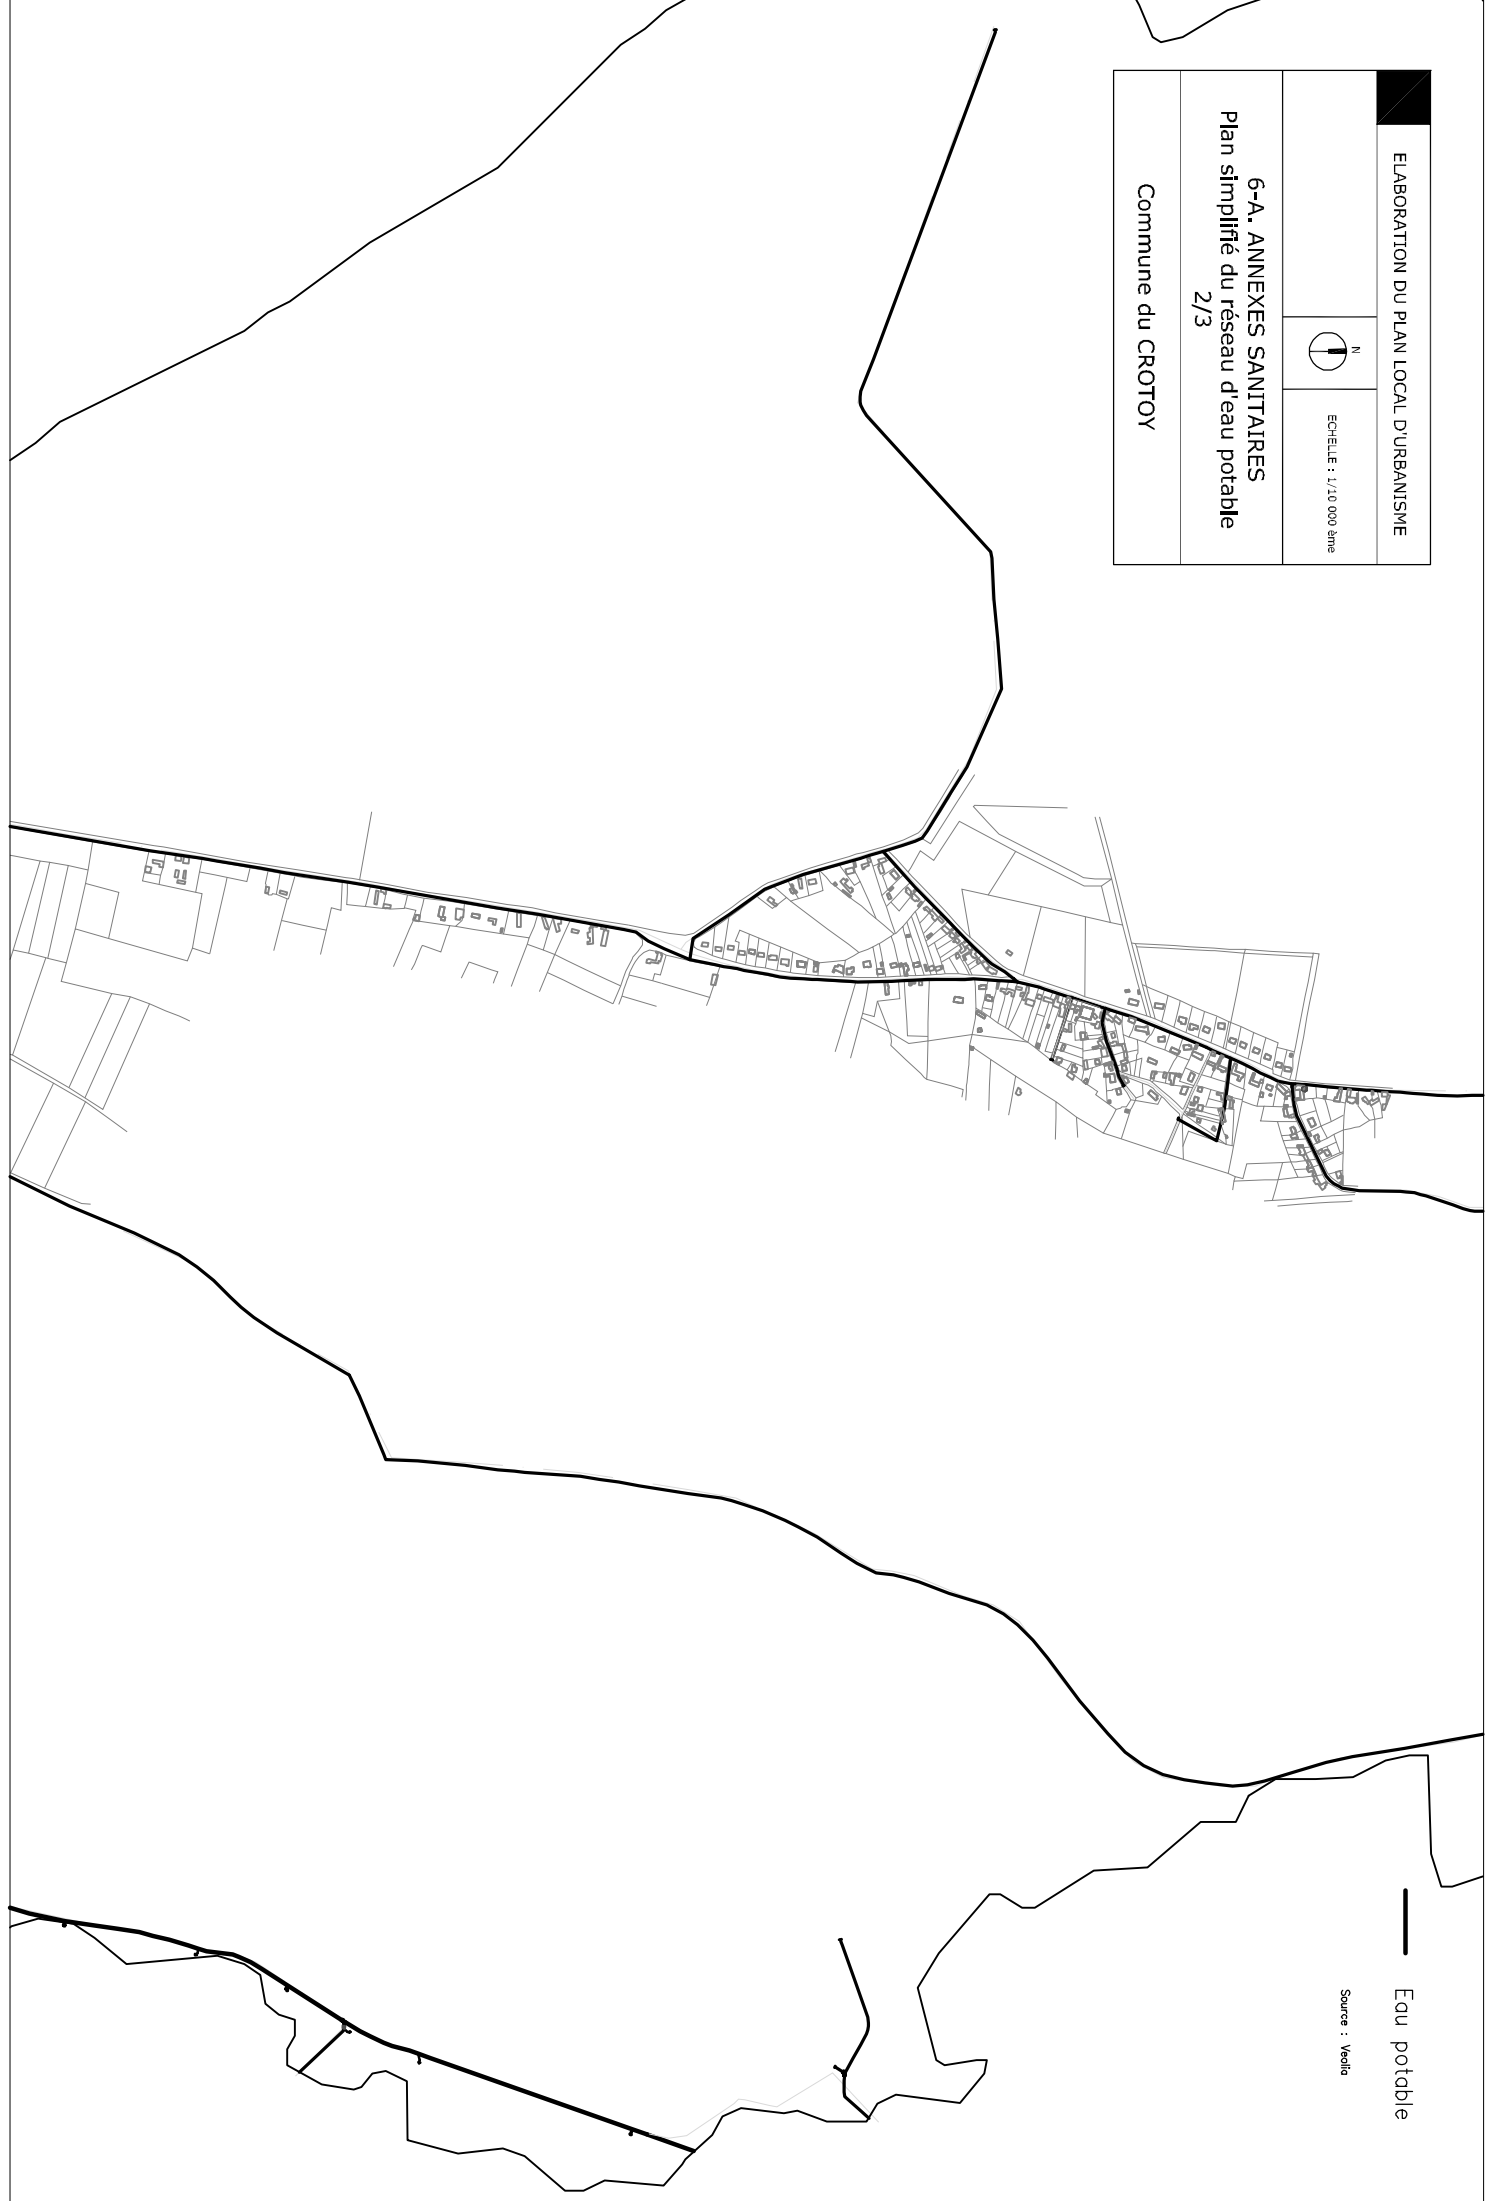 ELABORATION DU PLAN LOCAL D'URBANISME
N
ECHELLE : 1/10 000 ème
6-A. ANNEXES SANITAIRES
Plan simplifié du réseau d'eau potable
2/3
Commune du CROTOY
Eau potable
Source : Veolia